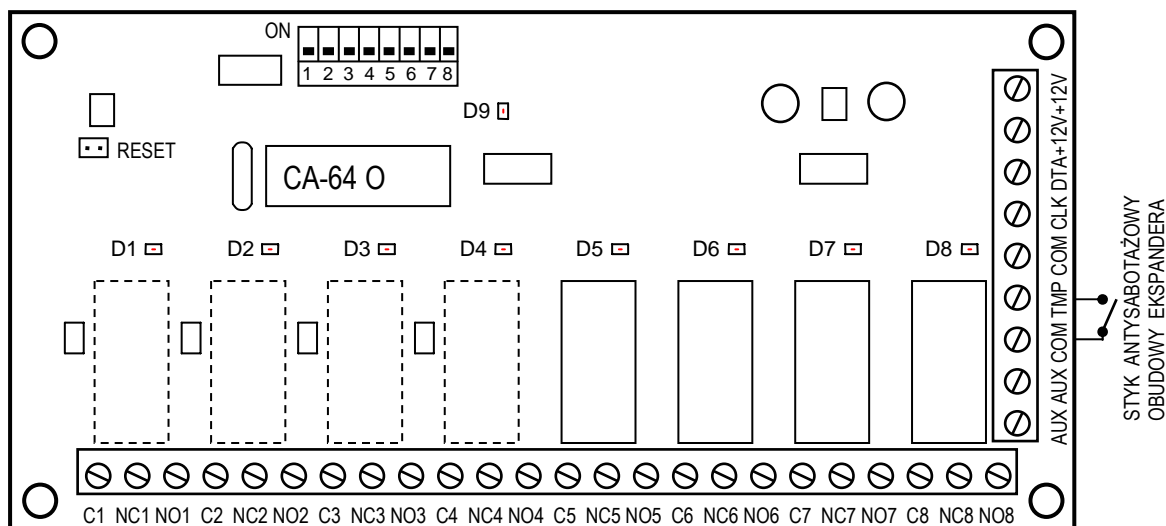 ON
1 2 3 4 5 6 7 8
D9
RESET
CA-64 O
D1 D2 D3 D4 D5 D6 D7 D8
AUX AUX COM TMP COM CLK DTA+12V+12V
STYK ANTYSABOTAŻOWY
OBUDOWY EKSPANDERA
C1 NC1 NO1 C2 NC2 NO2 C3 NC3 NO3 C4 NC4 NO4 C5 NC5 NO5 C6 NC6 NO6 C7 NC7 NO7 C8 NC8 NO8